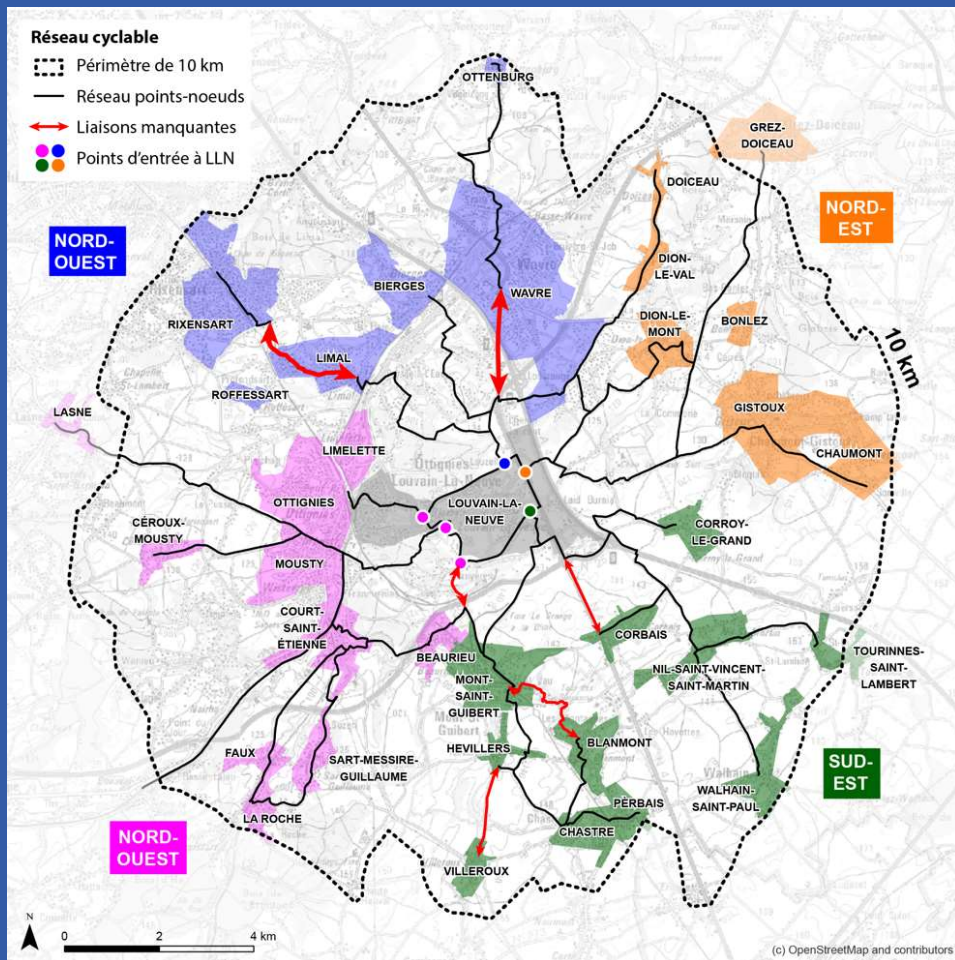 Réseau cyclable
Périmètre de 10 km
Réseau points-noeuds
Liaisons manquantes
Points d'entrée à LLN
OTTENBURG
GREZ-
DOICEAU
DOICEAU
NORD-
EST
NORD-
OUEST
DION-
LE-VAL
BIERGES
WAVRE
RIXENSART
DION-LE-
MONT
BONLEZ
10 km
LIMAL
ROFFESSART
LASNE
GISTOUX
CHAUMONT
LIMELETTE
OTTIGNIES
LOUVAIN-LA-
NEUVE
CÉROUX-
MOUSTY
CORROY-
LE-GRAND
MOUSTY
COURT-
SAINT-
ÉTIENNE
BEAURIEU
CORBAIS
NIL-SAINT-VINCENT-
SAINT-MARTIN
TOURINNES-
SAINT-
LAMBERT
MONT-
SAINT-
GUIBERT
BLANMONT
HEVILLERS
FAUX
SART-MESSIRE-
GUILLAUME
SUD-
EST
WALHAIN-
SAINT-PAUL
LA ROCHE
PERBAIS
CHASTRE
NORD-
OUEST
VILLEROUX
N
0 2 4 km
(c) OpenStreetMap and contributors